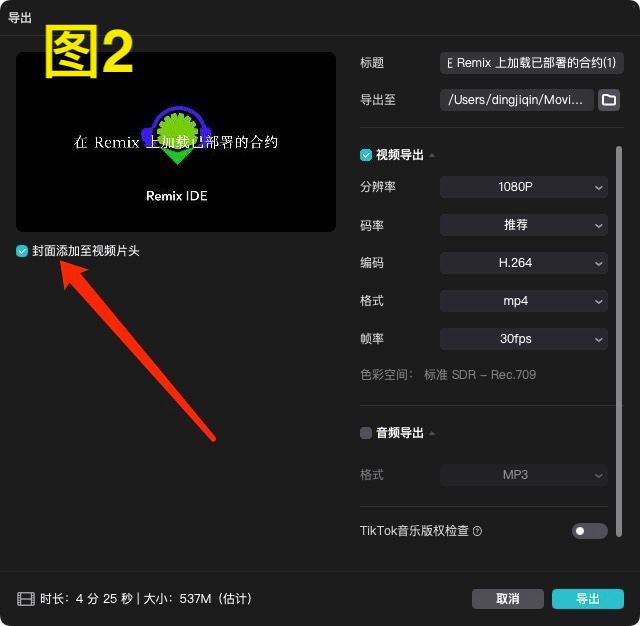 导出
图2
在 Remix 上加载已部署的合约
Remix IDE
封面添加至视频片头
标题
Remix 上加载已部署的合约(1)
导出至
/Users/dingjiqin/Movi...
视频导出
分辨率
1080P
码率
推荐
编码
H.264
格式
mp4
帧率
30fps
色彩空间： 标准 SDR - Rec.709
音频导出
格式
MP3
TikTok音乐版权检查
时长：4 分 25 秒 | 大小：537M（估计）
取消
导出